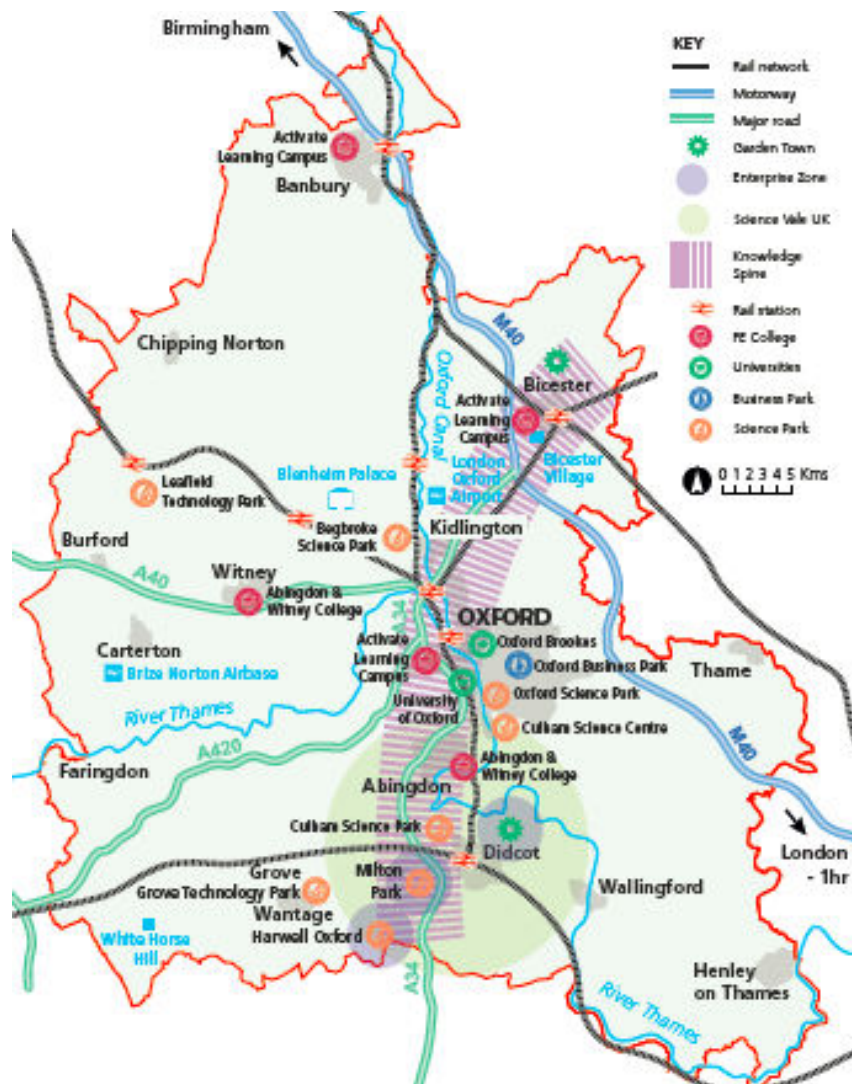 Birmingham
KEY
Rail network
Motorway
Major road
Garden Town
Enterprise Zone
Science Vale UK
Knowledge
Spine
Rail station
FE College
Universities
Business Park
Science Park
0 1 2 3 4 5 Kms
Activate
Learning Campus
Banbury
Chipping Norton
M40
Oxford Canal
Bicester
Activate
Learning
Campus
Bicester
Village
Leafield
Technology Park
Blenheim Palace
London
Oxford
Airport
Begbroke
Science Park
Kidlington
Burford
A40
Witney
Abingdon &
Witney College
A34
OXFORD
Oxford Brookes
Carterton
Brize Norton Airbase
Activate
Learning
Campus
Oxford Business Park
Thame
University
of Oxford
Oxford Science Park
Culham Science Centre
River Thames
A420
M40
Faringdon
Abingdon &
Witney College
Abingdon
Culham Science Park
Didcot
London
- 1hr
Grove
Grove Technology Park
Milton
Park
Wallingford
Wantage
Harwell Oxford
White Horse
Hill
A34
Henley
on Thames
River Thames